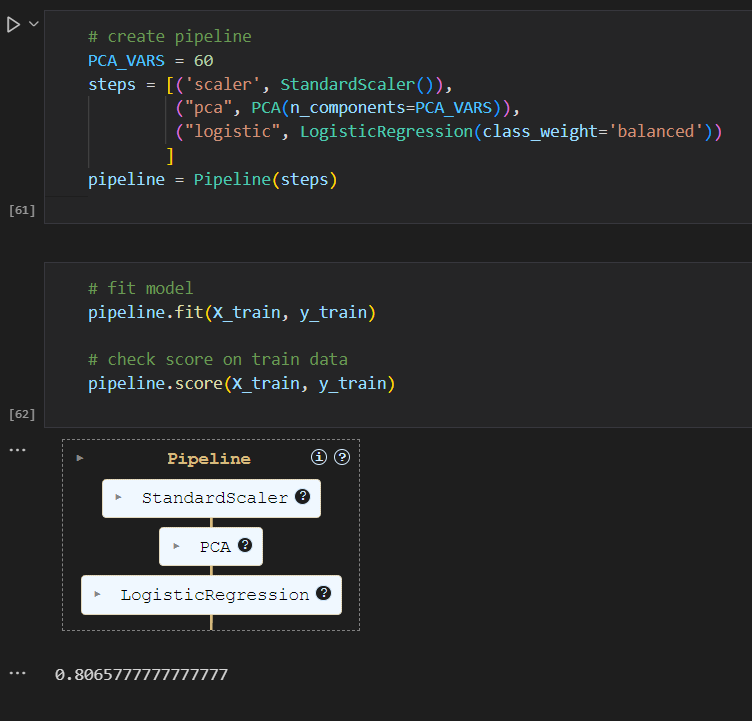 # create pipeline
PCA_VARS = 60
steps = [('scaler', StandardScaler()),
("pca", PCA(n_components=PCA_VARS)),
("logistic", LogisticRegression(class_weight='balanced'))
]
pipeline = Pipeline(steps)
[61]
# fit model
pipeline.fit(X_train, y_train)
# check score on train data
pipeline.score(X_train, y_train)
[62]
Pipeline
StandardScaler ?
PCA ?
LogisticRegression ?
0.8065777777777777